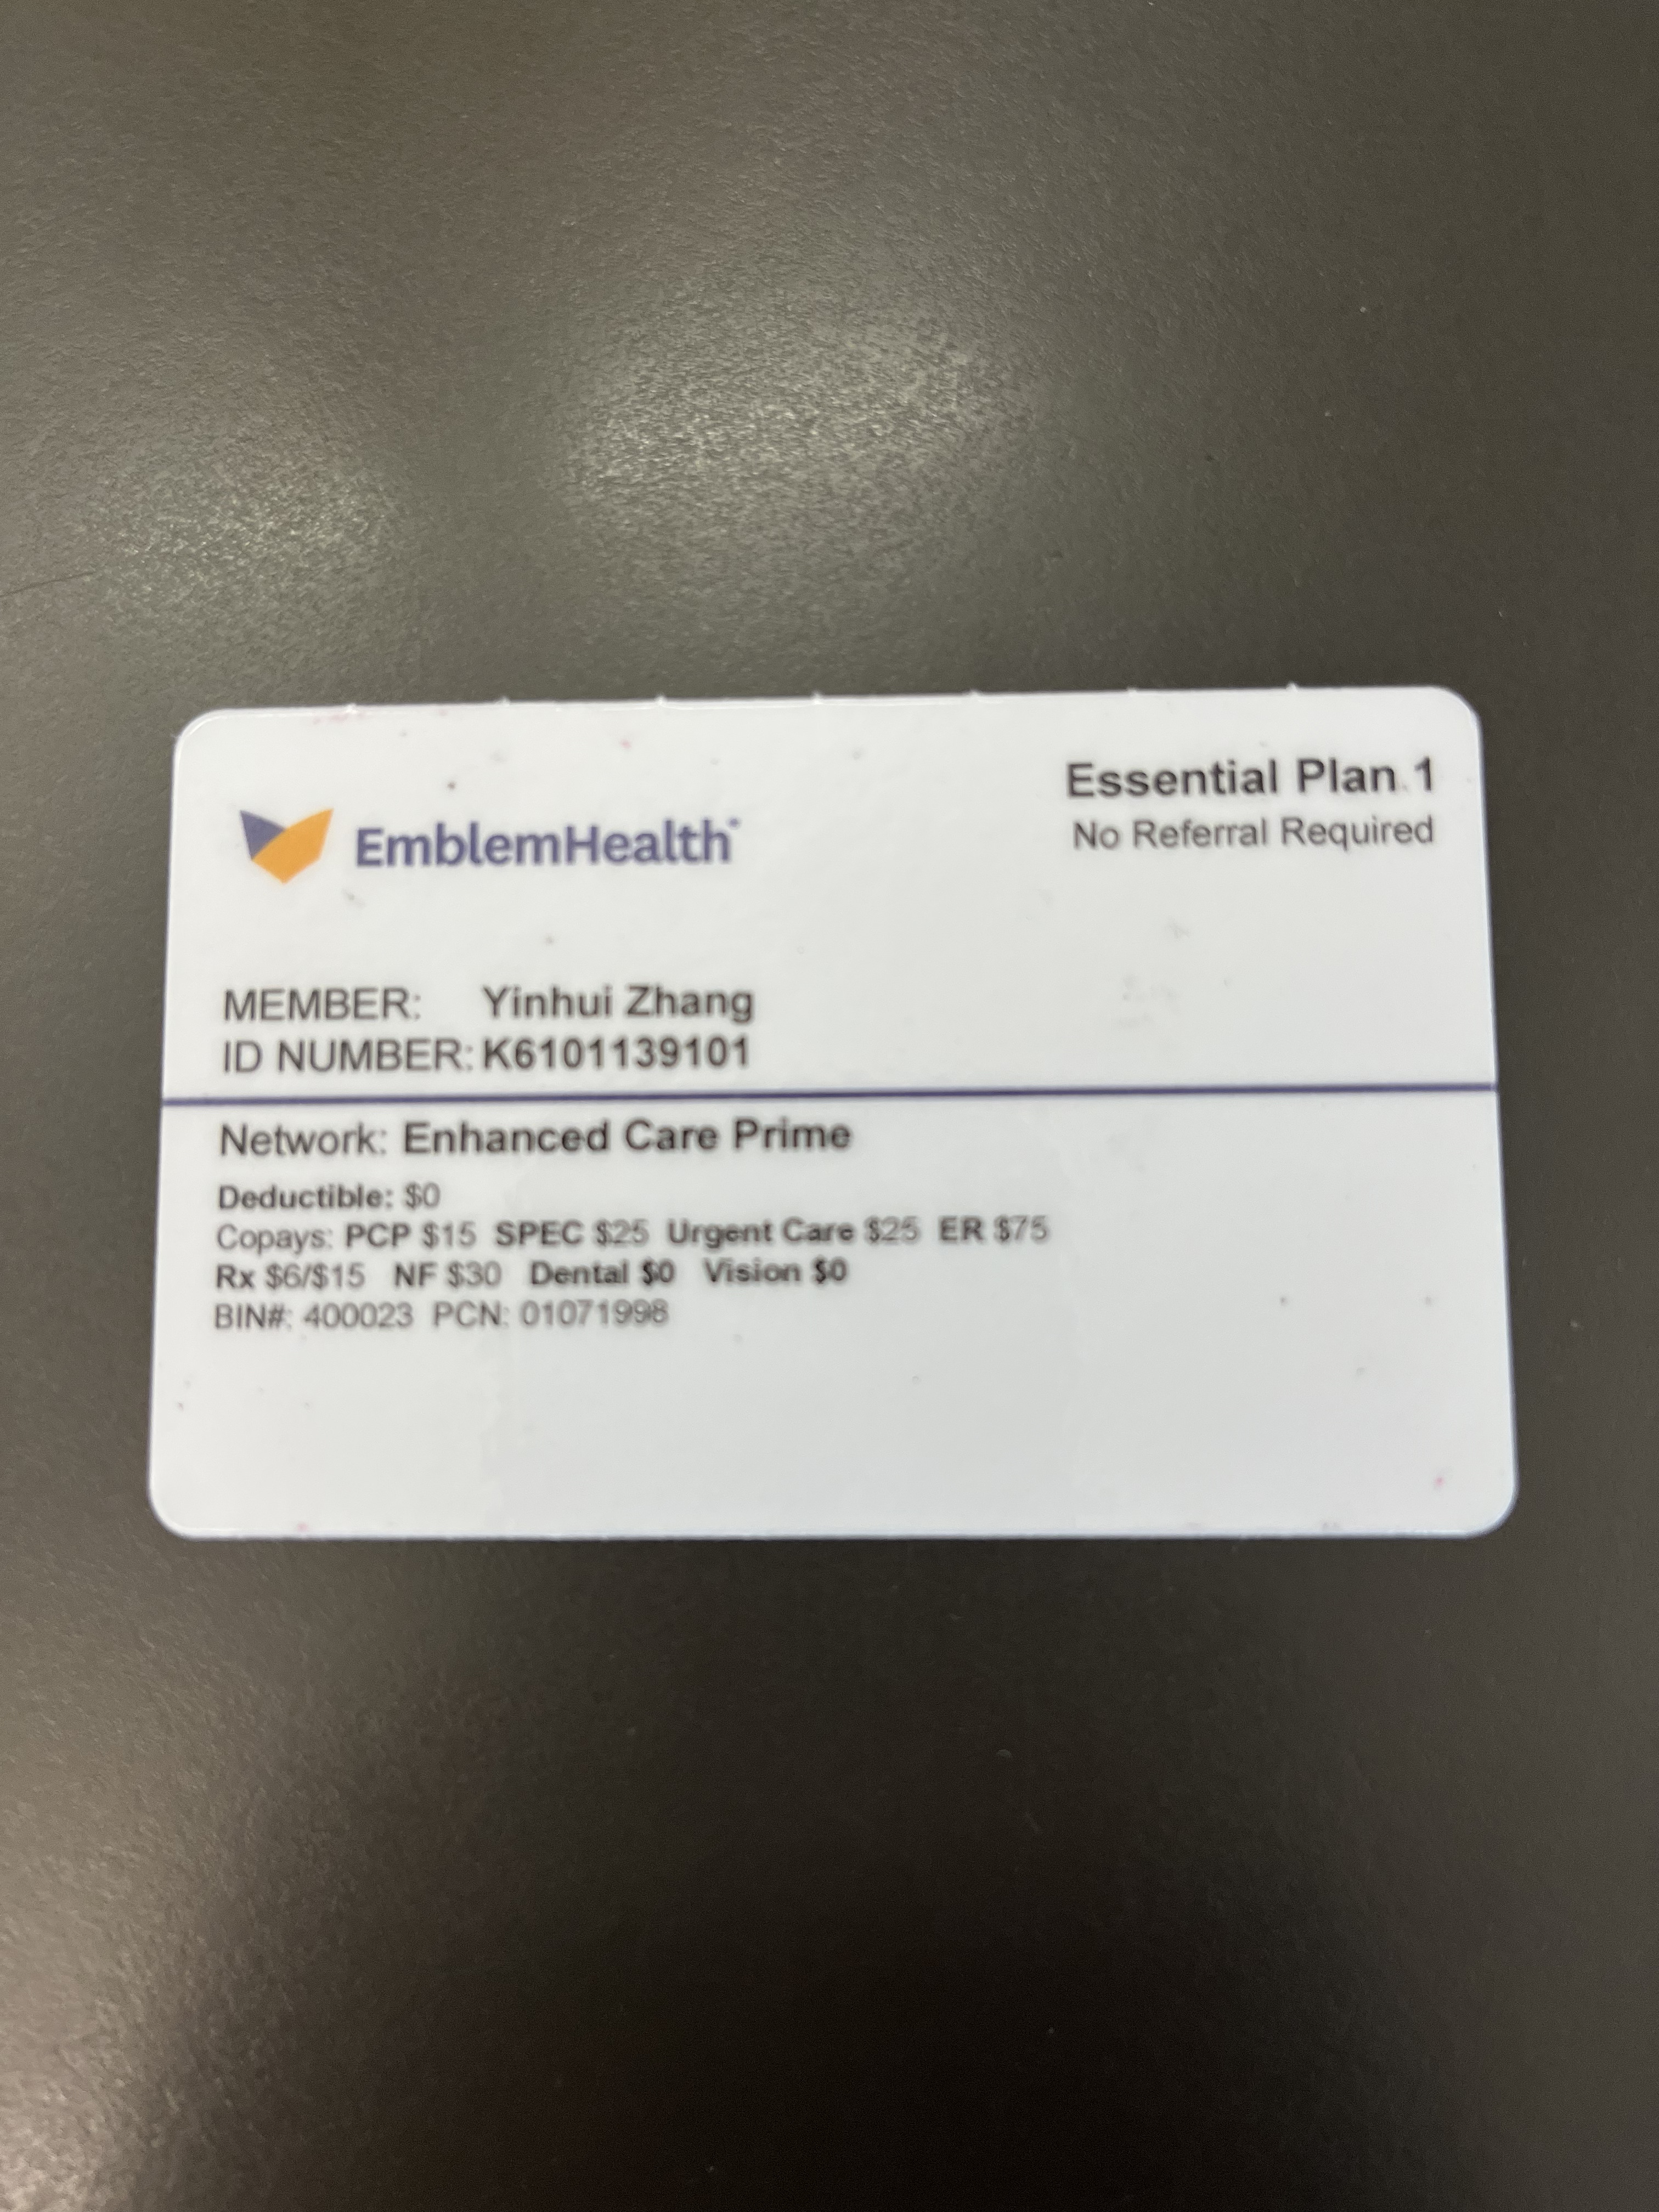 EmblemHealth®
Essential Plan 1
No Referral Required
MEMBER: Yinhui Zhang
ID NUMBER: K6101139101
Network: Enhanced Care Prime
Deductible: $0
Copays: PCP $15 SPEC $25 Urgent Care $25 ER $75
Rx $6/$15 NF $30 Dental $0 Vision $0
BIN#: 400023 PCN: 01071998